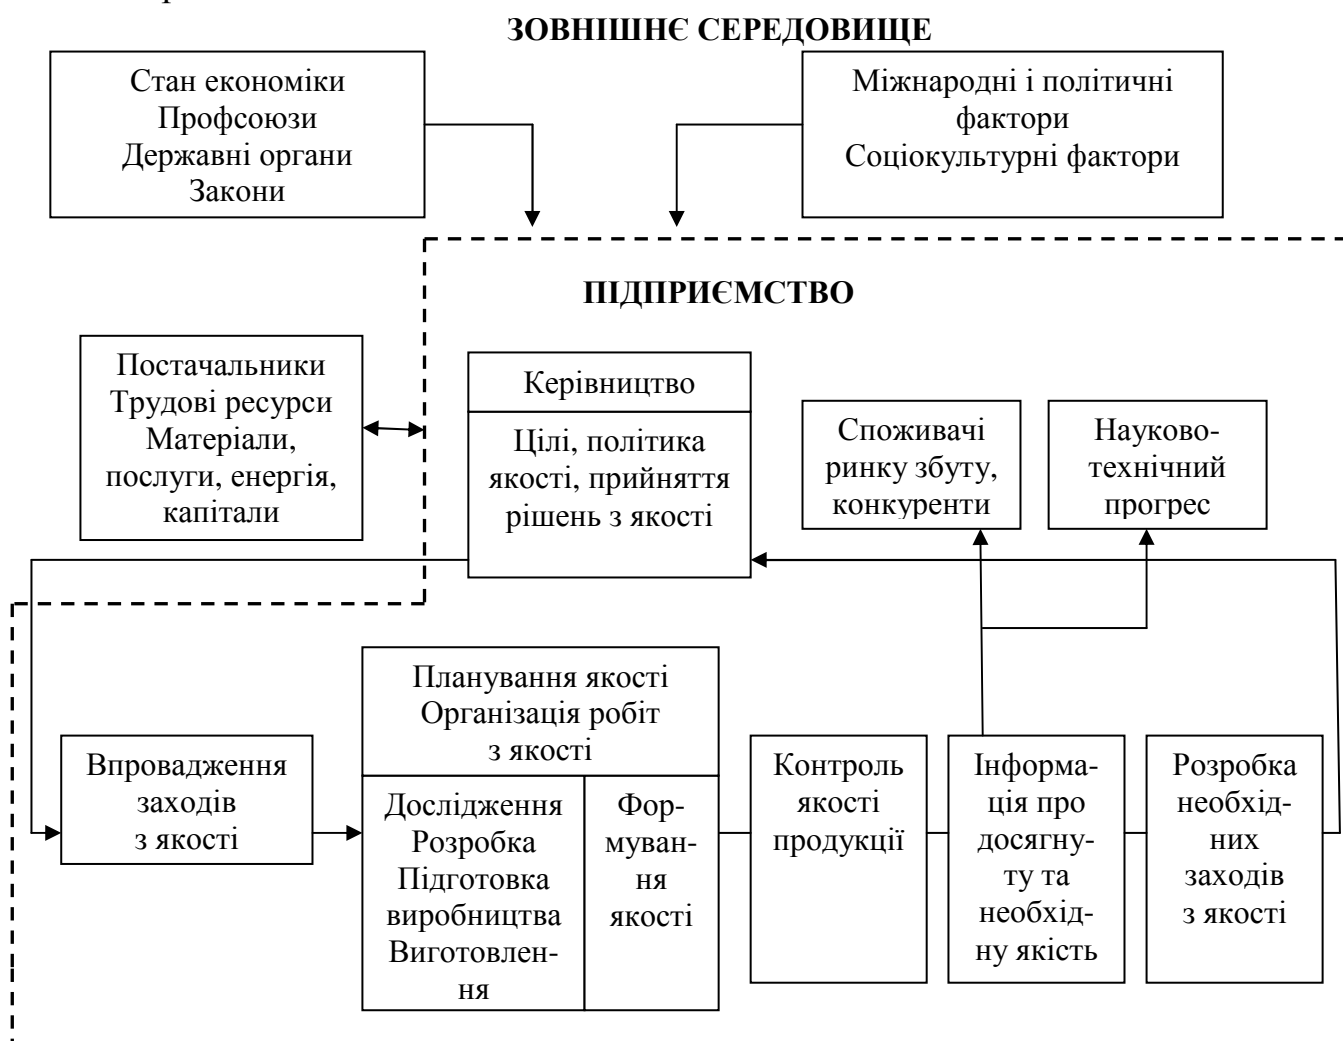 ЗОВНІШНЄ СЕРЕДОВИЩЕ
Стан економіки
Профсоюзи
Державні органи
Закони
Міжнародні і політичні
фактори
Соціокультурні фактори
ПІДПРИЄМСТВО
Постачальники
Трудові ресурси
Матеріали,
послуги, енергія,
капітали
Керівництво
Цілі, політика
якості, прийняття
рішень з якості
Споживачі
ринку збуту,
конкуренти
Науково-
технічний
прогрес
Впровадження
заходів
з якості
Планування якості
Організація робіт
з якості
Дослідження
Розробка
Підготовка
виробництва
Виготовлен-
ня
Фор-
муван-
ня
якості
Контроль
якості
продукції
Інформа-
ція про
досягну-
ту та
необхід-
ну якість
Розробка
необхід-
них
заходів
з якості